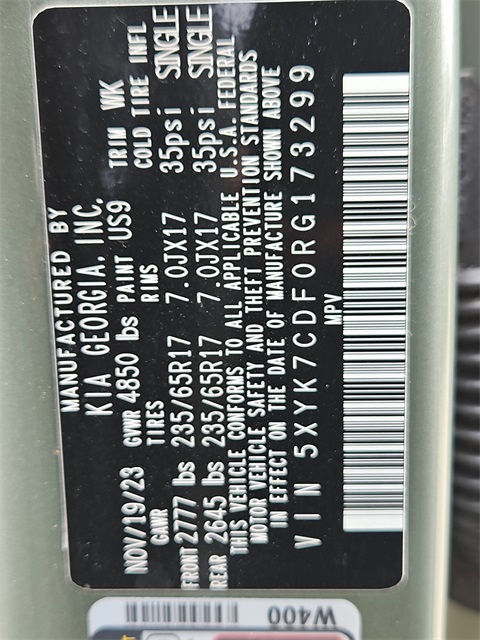 MANUFACTURED BY
KIA GEORGIA, INC.
NOV/19/23 GVWR 4850 lbs PAINT US9 TRIM WK
GAWR TIRES RIMS COLD TIRE INFL
FRONT 2777 lbs 235/65R17 7.0JX17 35psi SINGLE
REAR 2645 lbs 235/65R17 7.0JX17 35psi SINGLE
THIS VEHICLE CONFORMS TO ALL APPLICABLE U.S.A. FEDERAL
MOTOR VEHICLE SAFETY AND THEFT PREVENTION STANDARDS
IN EFFECT ON THE DATE OF MANUFACTURE SHOWN ABOVE
VIN 5XYK7CDF0RG173299
MPV
W400